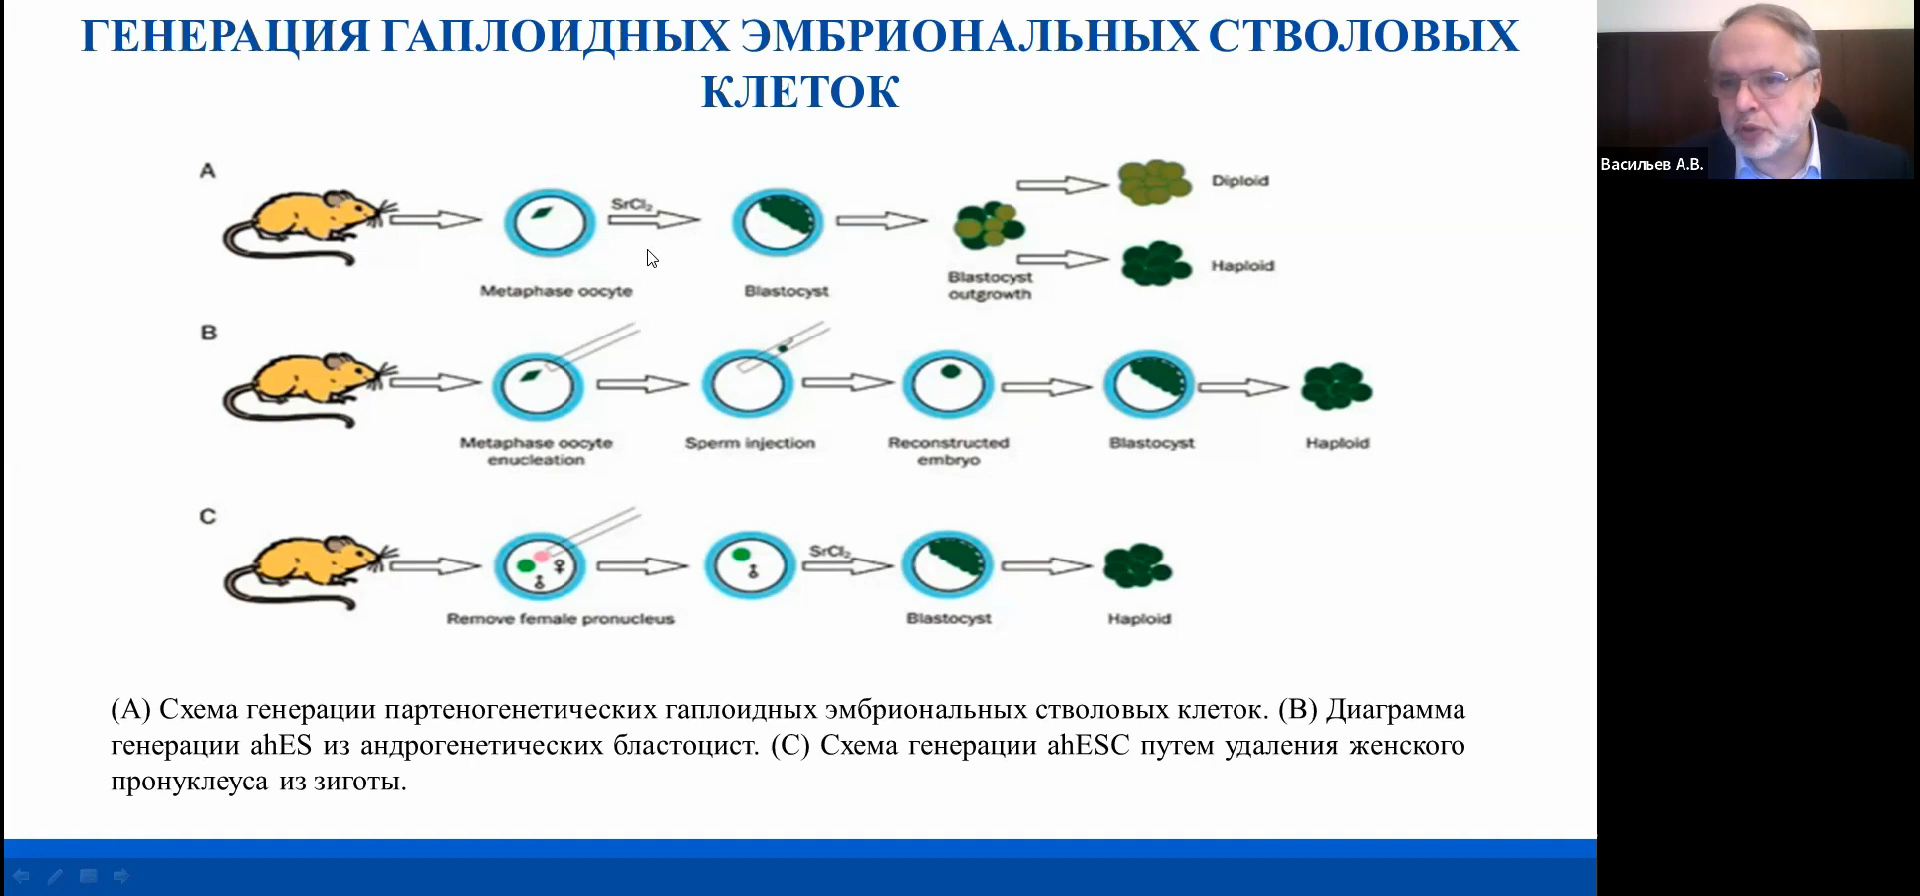 ГЕНЕРАЦИЯ ГАПЛОИДНЫХ ЭМБРИОНАЛЬНЫХ СТВОЛОВЫХ
КЛЕТОК
Васильев А.В.
A
SrCl₂
Diploid
Haploid
Metaphase oocyte
Blastocyst
Blastocyst
outgrowth
B
Metaphase oocyte
enucleation
Sperm injection
Reconstructed
embryo
Blastocyst
Haploid
C
SrCl₂
♀
Remove female pronucleus
Blastocyst
Haploid
(А) Схема генерации партеногенетических гаплоидных эмбриональных стволовых клеток. (В) Диаграмма
генерации ahES из андрогенетических бластоцист. (С) Схема генерации ahESC путем удаления женского
пронуклеуса из зиготы.